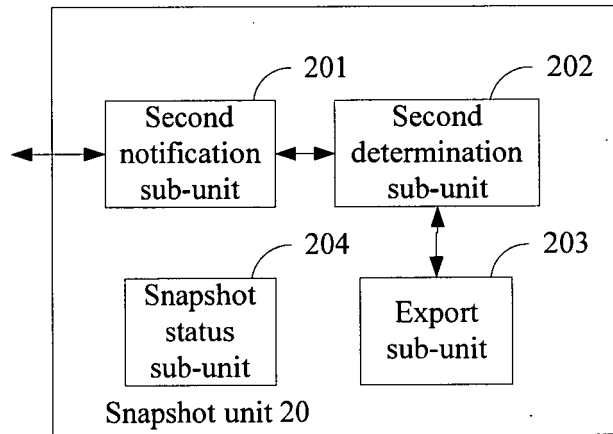 201
202
Second
notification
sub-unit
Second
determination
sub-unit
204
203
Snapshot
status
sub-unit
Export
sub-unit
Snapshot unit 20